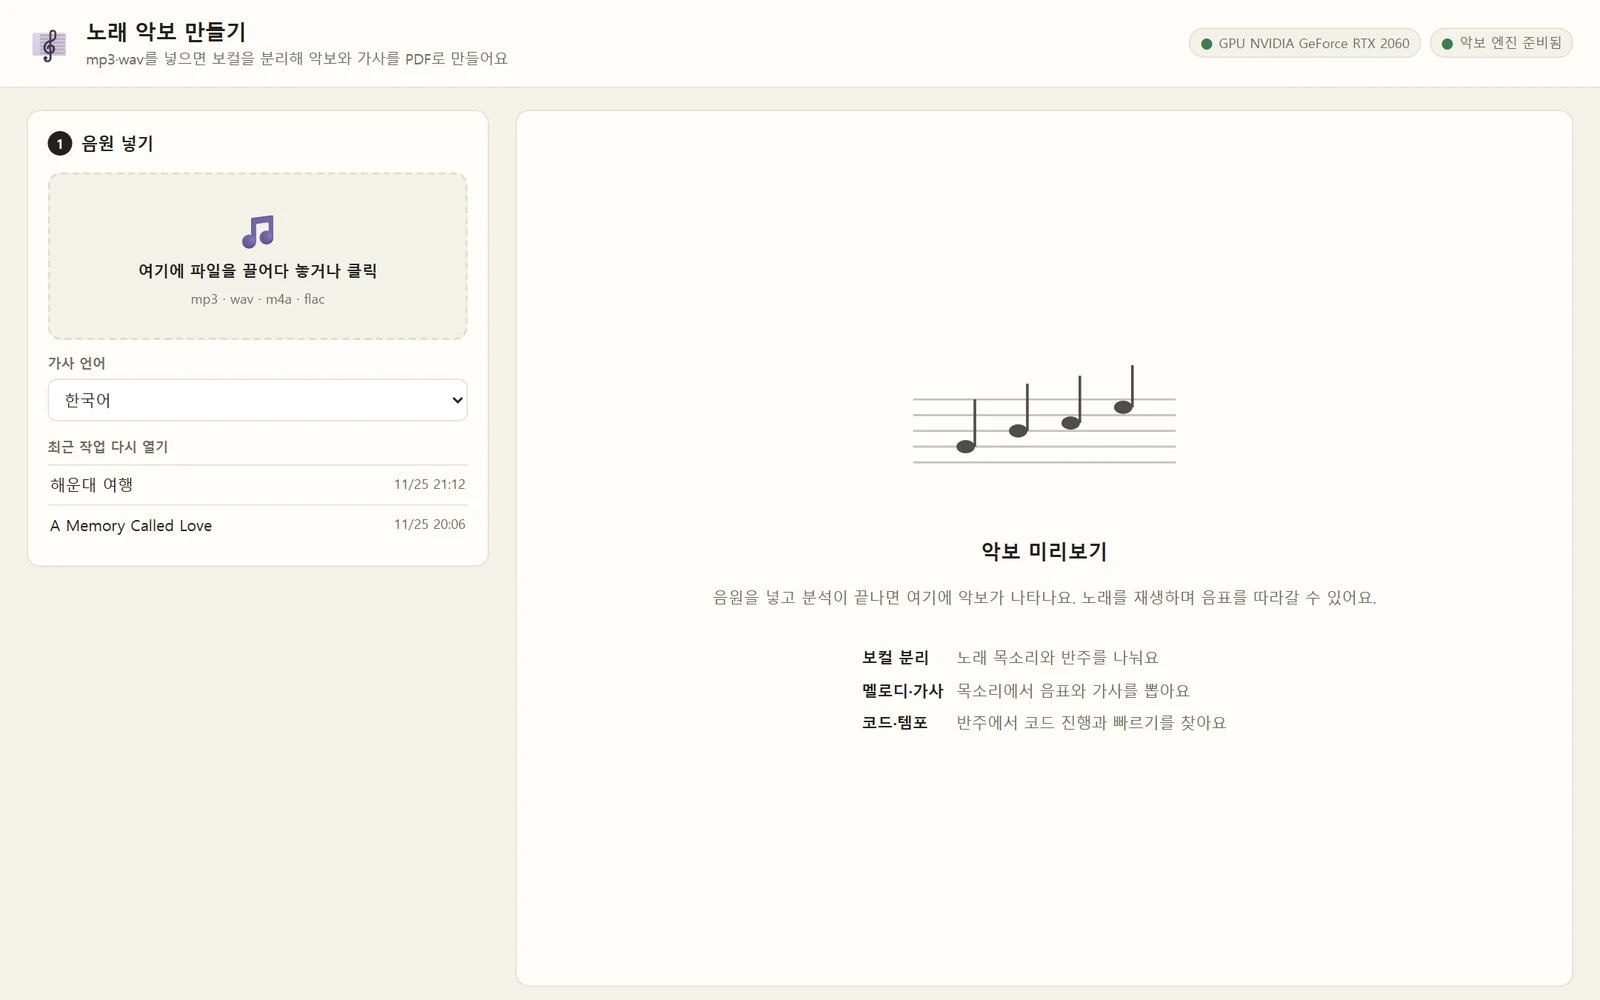 노래 악보 만들기
mp3·wav를 넣으면 보컬을 분리해 악보와 가사를 PDF로 만들어요
GPU NVIDIA GeForce RTX 2060
악보 엔진 준비됨
1 음원 넣기
여기에 파일을 끌어다 놓거나 클릭
mp3 · wav · m4a · flac
가사 언어
한국어
최근 작업 다시 열기
해운대 여행 11/25 21:12
A Memory Called Love 11/25 20:06
악보 미리보기
음원을 넣고 분석이 끝나면 여기에 악보가 나타나요. 노래를 재생하며 음표를 따라갈 수 있어요.
보컬 분리 노래 목소리와 반주를 나눠요
멜로디·가사 목소리에서 음표와 가사를 뽑아요
코드·템포 반주에서 코드 진행과 빠르기를 찾아요